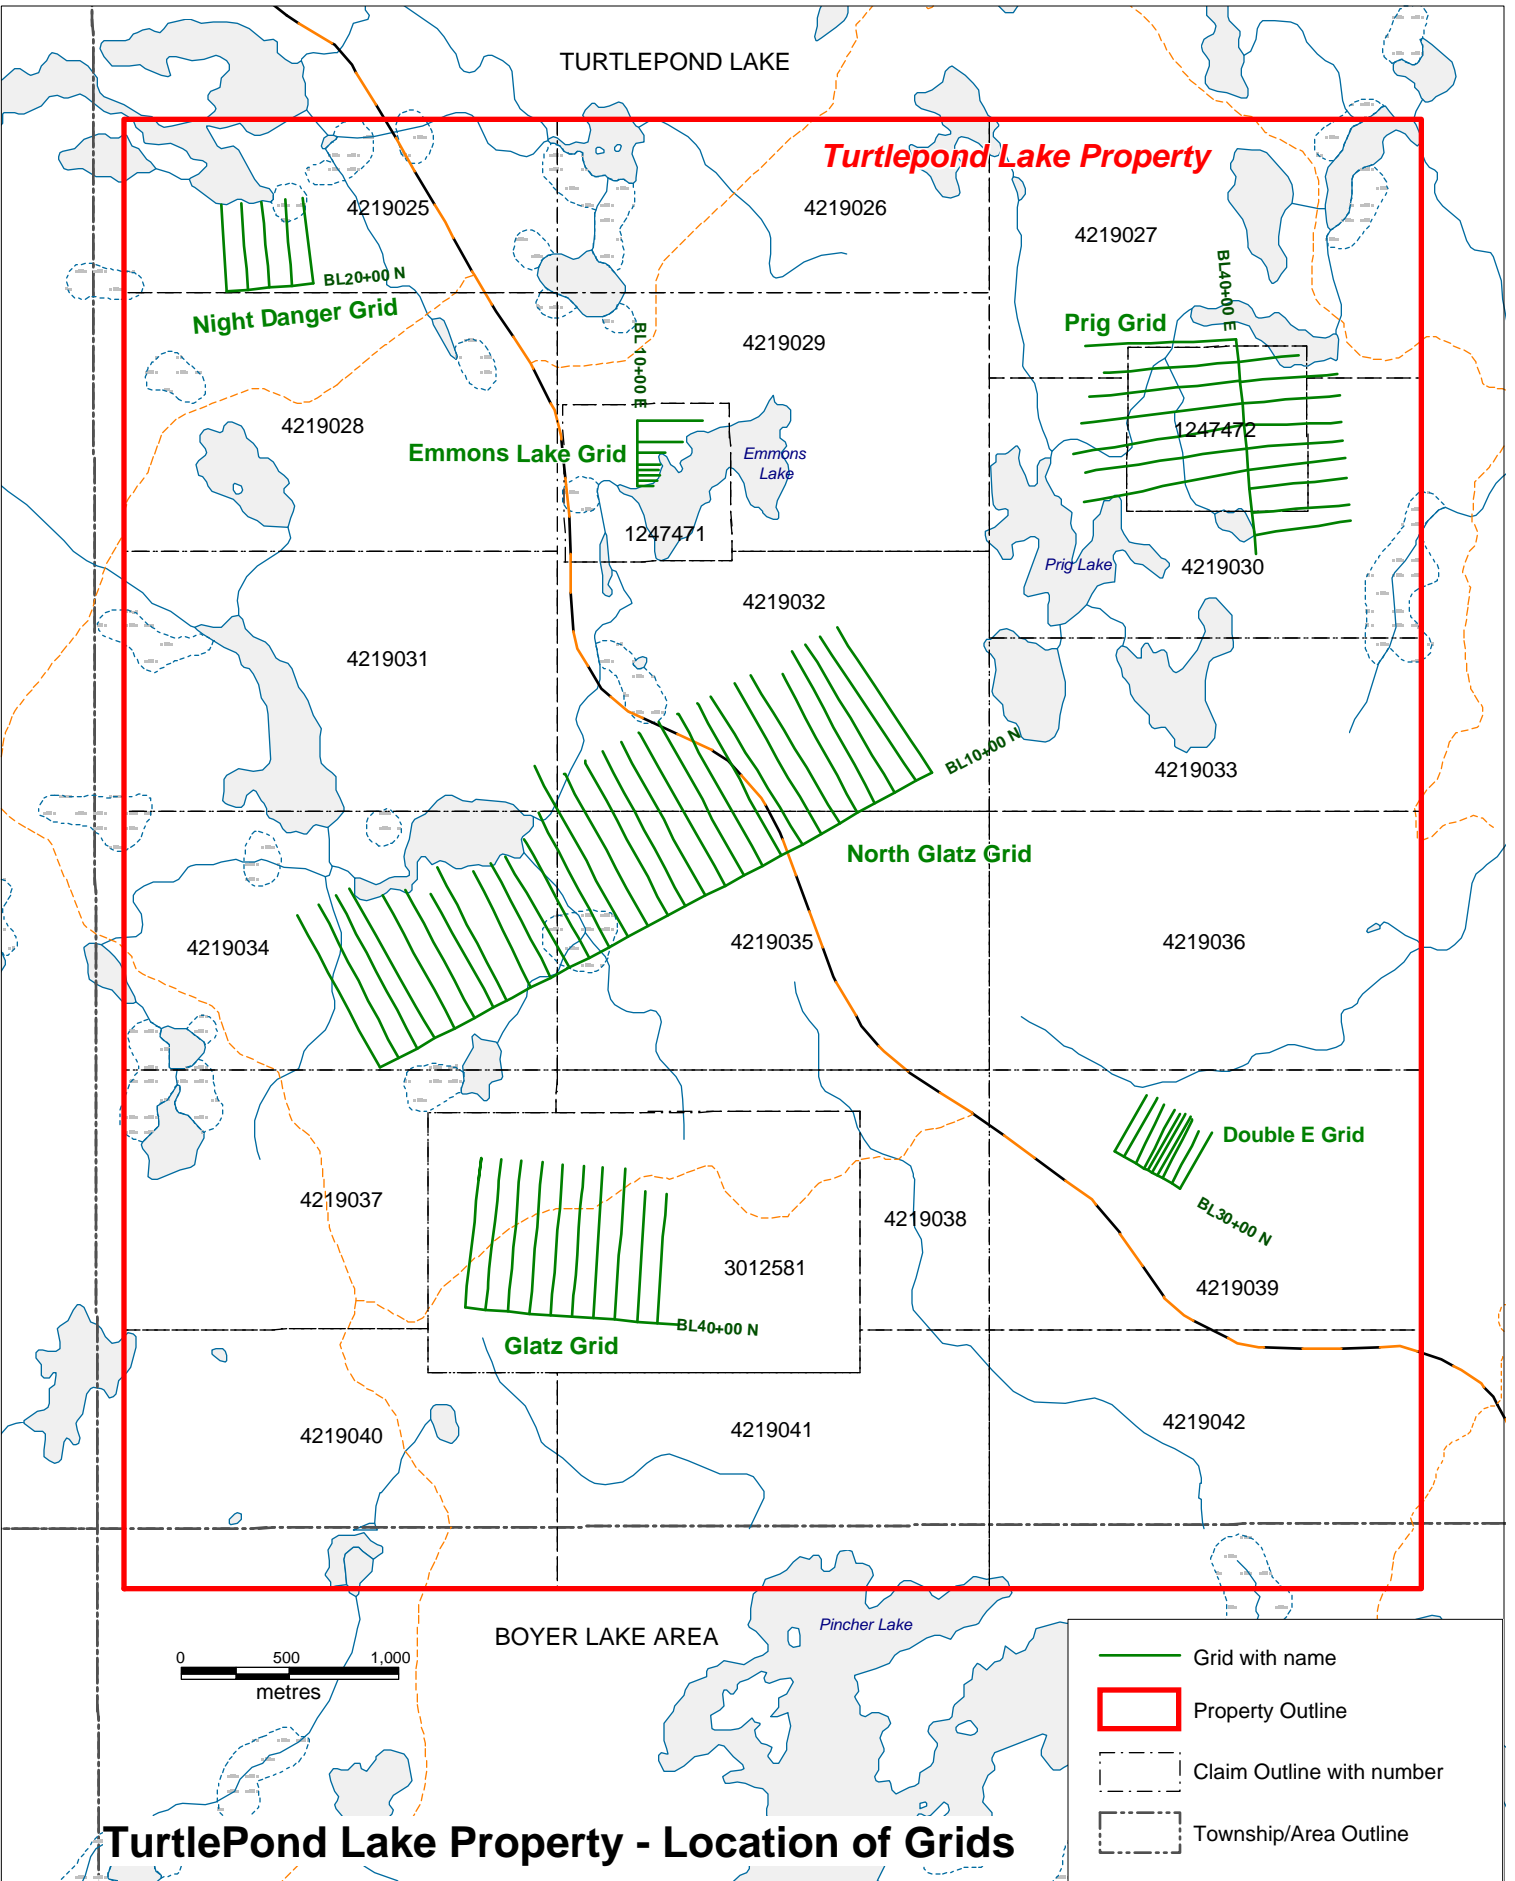 TURTLEPOND LAKE
Turtlepond Lake Property
4219025
4219026
4219027
BL20+00 N
Night Danger Grid
BL40+00 E
Prig Grid
BL 10+00 E
4219029
4219028
1247472
Emmons Lake Grid
Emmons
Lake
1247471
Prig Lake
4219030
4219032
4219031
BL10+00 N
4219033
North Glatz Grid
4219034
4219035
4219036
Double E Grid
4219037
4219038
BL30+00 N
3012581
4219039
BL40+00 N
Glatz Grid
4219040
4219041
4219042
Pincher Lake
BOYER LAKE AREA
0 500 1,000
metres
Grid with name
Property Outline
Claim Outline with number
Township/Area Outline
TurtlePond Lake Property - Location of Grids